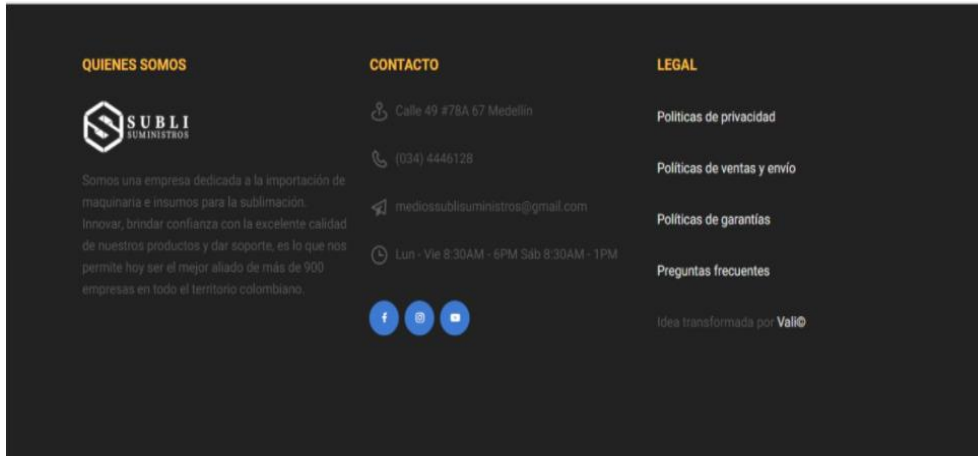 QUIENES SOMOS
SUBLI
SUMINISTROS
Somos una empresa dedicada a la importación de
maquinaria e insumos para la sublimación.
Innovar, brindar confianza con la excelente calidad
de nuestros productos y dar soporte, es lo que nos
permite hoy ser el mejor aliado de más de 900
empresas en todo el territorio colombiano.
CONTACTO
Calle 49 #78A 67 Medellín
(034) 4446128
mediossublisuministros@gmail.com
Lun - Vie 8:30AM - 6PM Sáb 8:30AM - 1PM
LEGAL
Políticas de privacidad
Políticas de ventas y envío
Políticas de garantías
Preguntas frecuentes
Idea transformada por Vali©